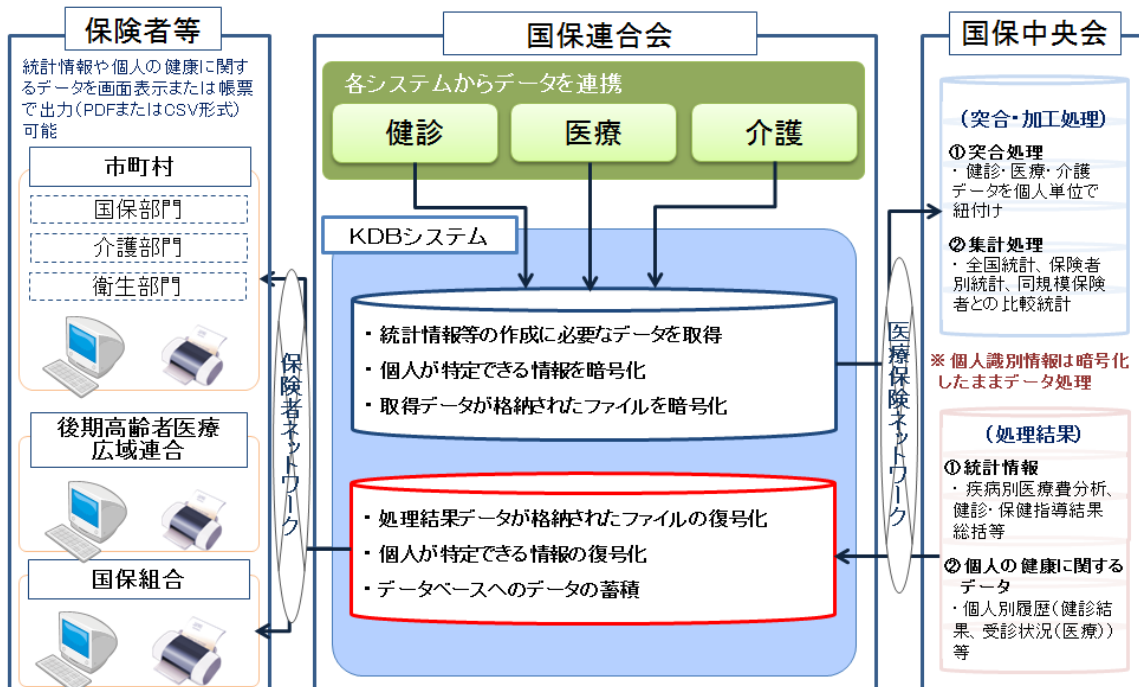 保険者等
統計情報や個人の健康に関す
るデータを画面表示または帳票
で出力(PDFまたはCSV形式)
可能
市町村
国保部門
介護部門
衛生部門
後期高齢者医療
広域連合
国保組合
保険者ネットワーク
国保連合会
各システムからデータを連携
健診
医療
介護
KDBシステム
・統計情報等の作成に必要なデータを取得
・個人が特定できる情報を暗号化
・取得データが格納されたファイルを暗号化
・処理結果データが格納されたファイルの復号化
・個人が特定できる情報の復号化
・データベースへのデータの蓄積
医療保険ネットワーク
国保中央会
(突合・加工処理)
①突合処理
・健診・医療・介護
データを個人単位で
紐付け
②集計処理
・全国統計、保険者
別統計、同規模保険
者との比較統計
※個人識別情報は暗号化
したままデータ処理
(処理結果)
①統計情報
・疾病別医療費分析、
健診・保健指導結果
総括等
②個人の健康に関する
データ
・個人別履歴(健診結
果、受診状況(医療))
等